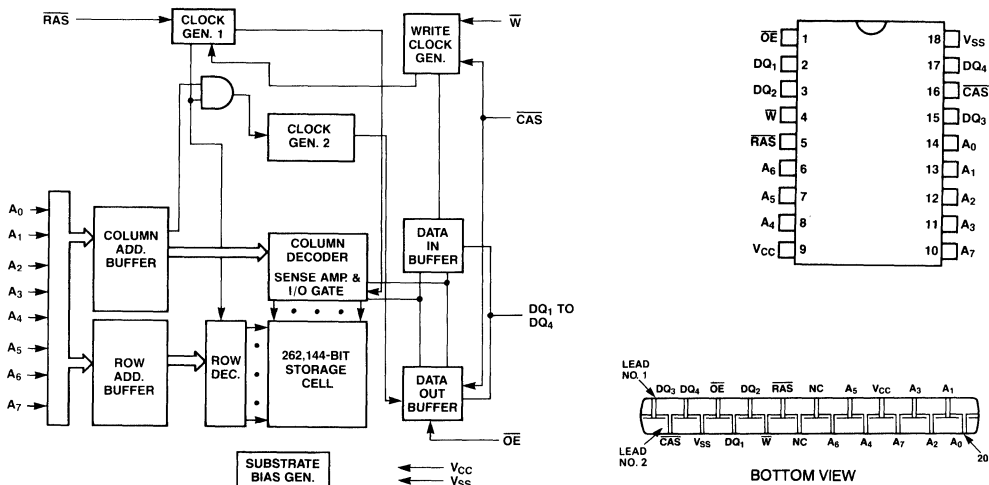 RAS
CLOCK
GEN. 1
WRITE
CLOCK
GEN.
W
CAS
CLOCK
GEN. 2
A0
A1
A2
A3
A4
A5
A6
A7
COLUMN
ADD.
BUFFER
ROW
ADD.
BUFFER
COLUMN
DECODER
SENSE AMP. &
I/O GATE
ROW
DEC.
262,144-BIT
STORAGE
CELL
DATA
IN
BUFFER
DATA
OUT
BUFFER
DQ1 TO
DQ4
OE
SUBSTRATE
BIAS GEN.
VCC
VSS
OE 1 18 VSS
DQ1 2 17 DQ4
DQ2 3 16 CAS
W 4 15 DQ3
RAS 5 14 A0
A6 6 13 A1
A5 7 12 A2
A4 8 11 A3
VCC 9 10 A7
LEAD
NO. 1
DQ3 DQ4 OE DQ2 RAS NC A5 VCC A3 A1
LEAD
NO. 2
CAS VSS DQ1 W NC A6 A4 A7 A2 A0 20
BOTTOM VIEW